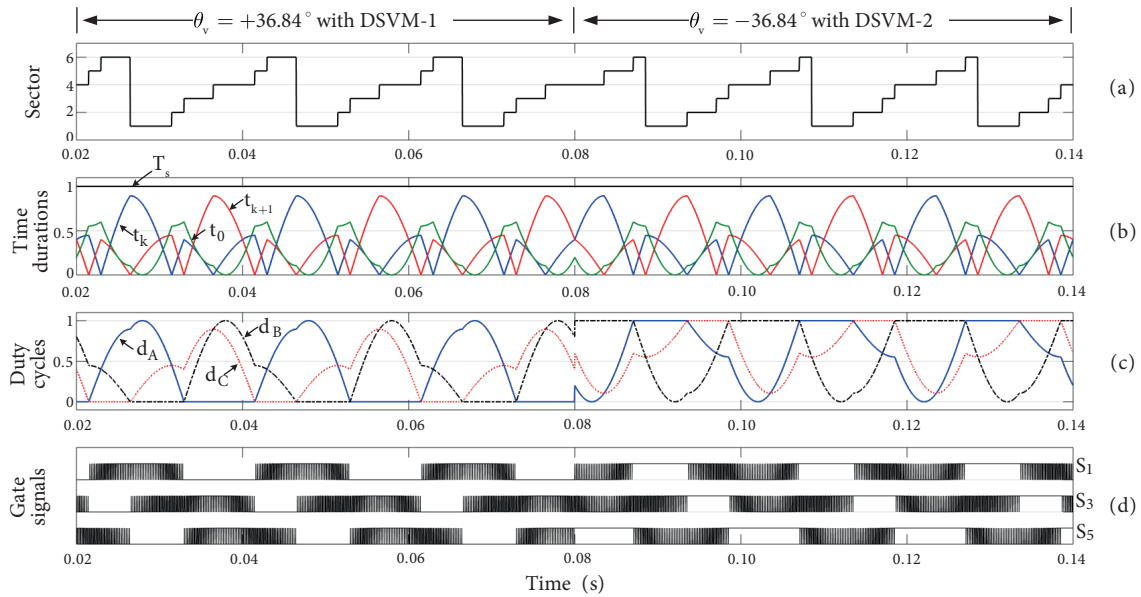 θv = +36.84° with DSVM-1
θv = −36.84° with DSVM-2
Sector
6
4
2
0
(a)
0.02 0.04 0.06 0.08 0.10 0.12 0.14
Time durations
1
0.5
0
Ts
tk
t0
tk+1
(b)
0.02 0.04 0.06 0.08 0.10 0.12 0.14
Duty cycles
1
0.5
0
dA
dB
dC
(c)
0.02 0.04 0.06 0.08 0.10 0.12 0.14
Gate signals
S1
S3
S5
(d)
0.02 0.04 0.06 0.08 0.10 0.12 0.14
Time (s)